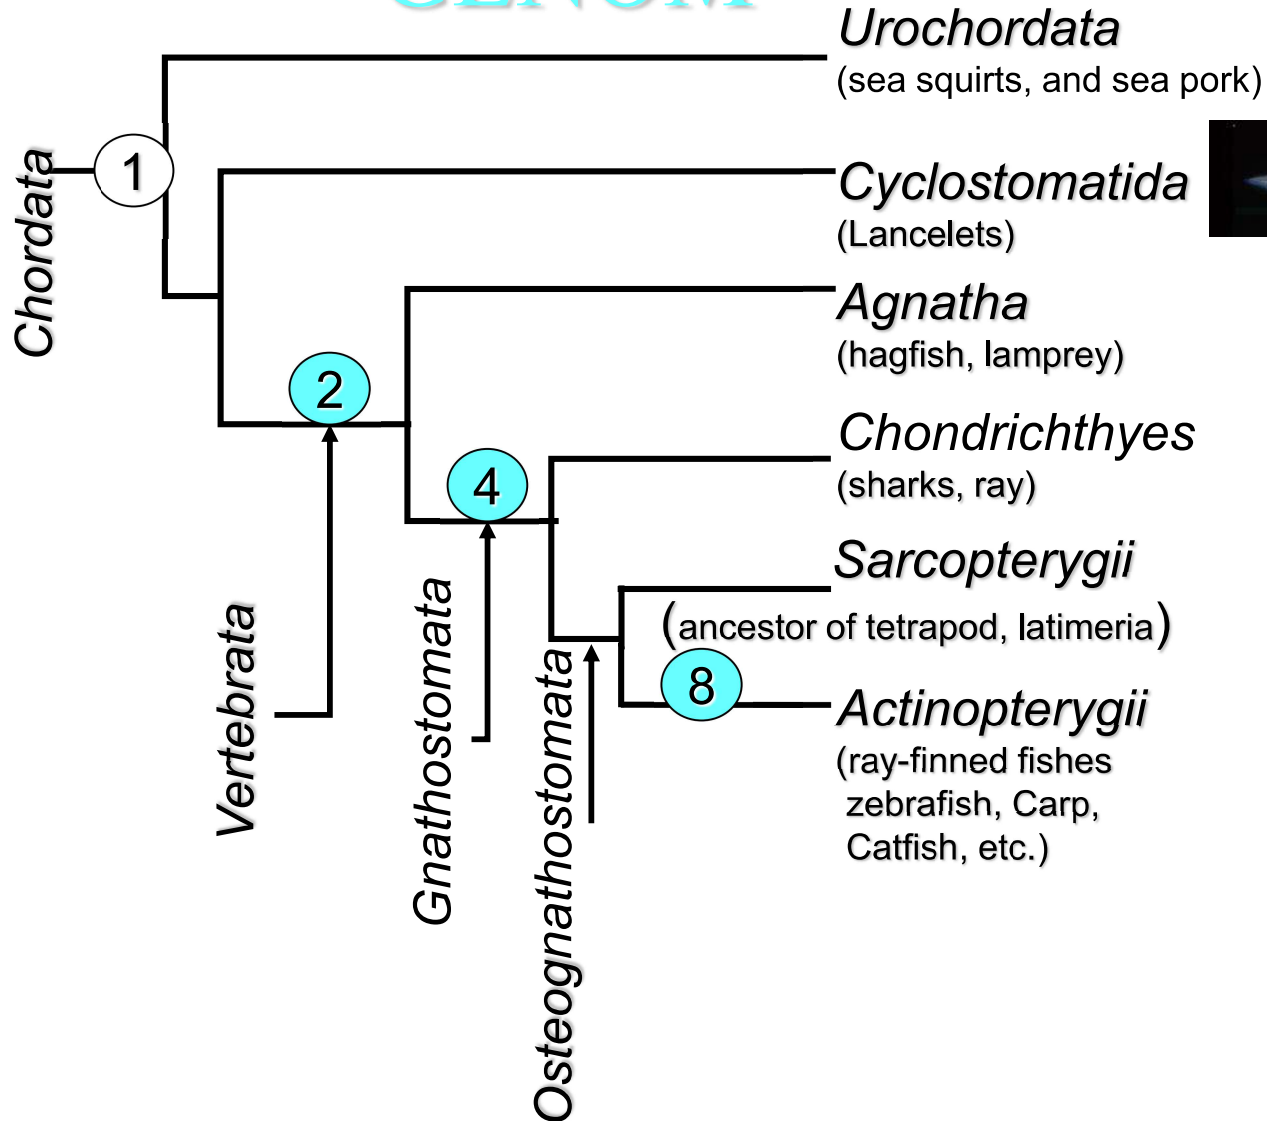 GENOM
Urochordata
(sea squirts, and sea pork)
Chordata
1
Cyclostomatida
(Lancelets)
Agnatha
(hagfish, lamprey)
2
Chondrichthyes
(sharks, ray)
4
Sarcopterygii
(ancestor of tetrapod, latimeria)
8
Actinopterygii
(ray-finned fishes
zebrafish, Carp,
Catfish, etc.)
Vertebrata
Gnathostomata
Osteognathostomata